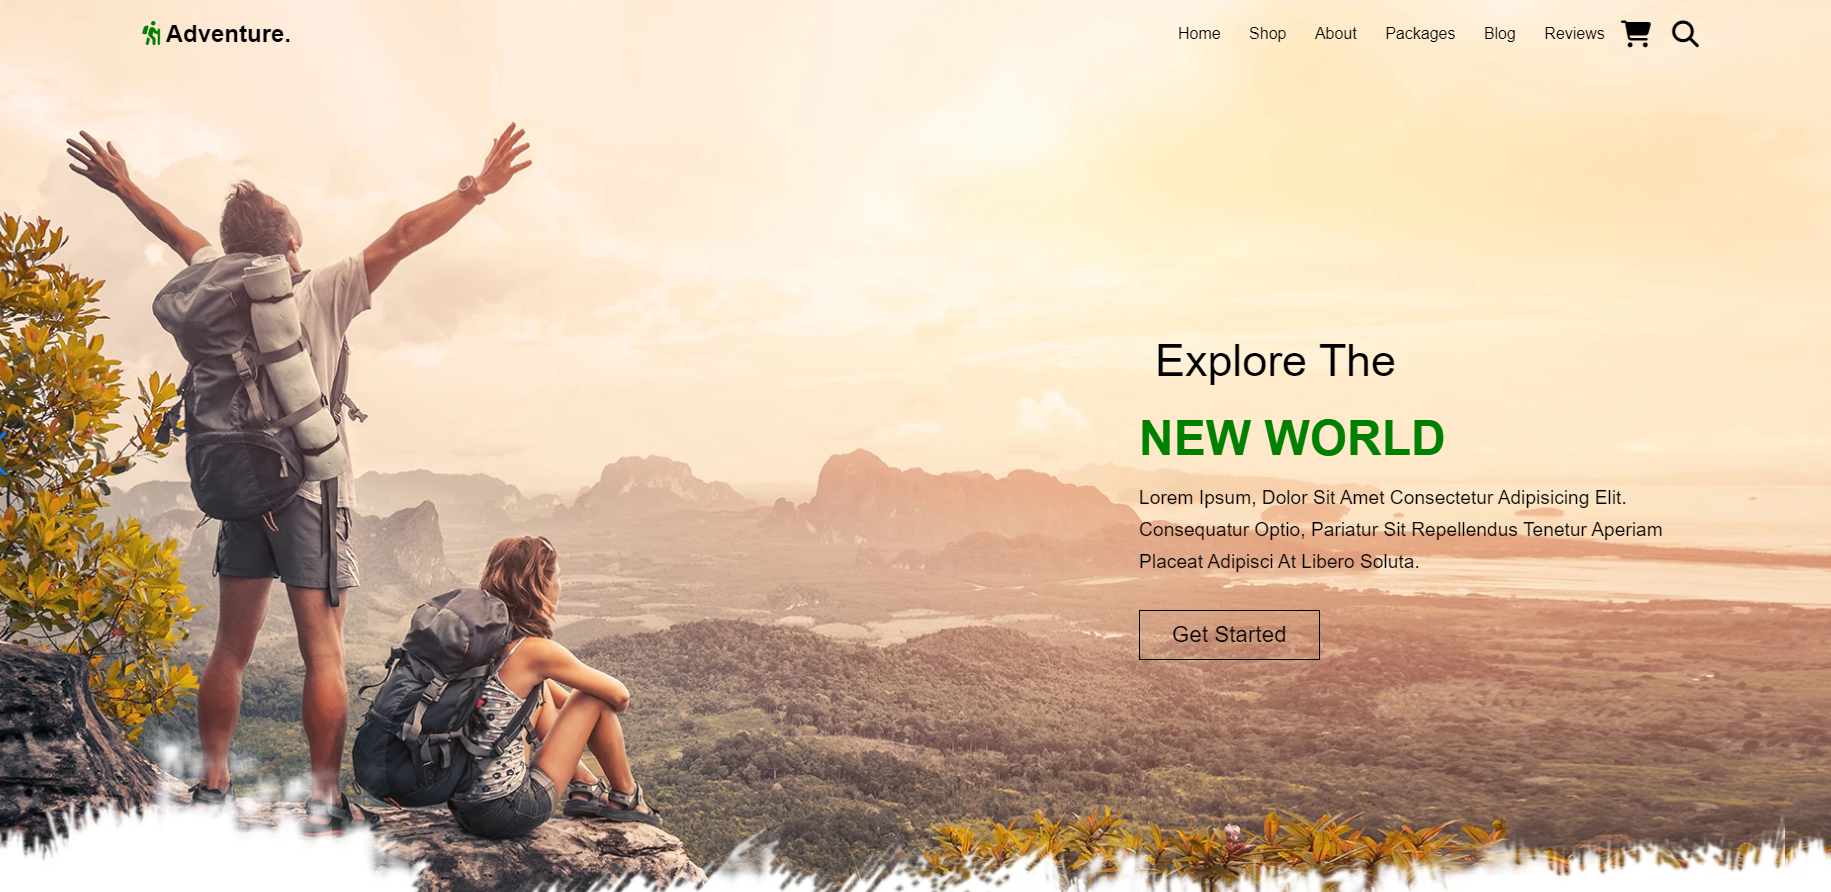 Adventure.
Home Shop About Packages Blog Reviews
Explore The
NEW WORLD
Lorem Ipsum, Dolor Sit Amet Consectetur Adipisicing Elit.
Consequatur Optio, Pariatur Sit Repellendus Tenetur Aperiam
Placeat Adipisci At Libero Soluta.
Get Started